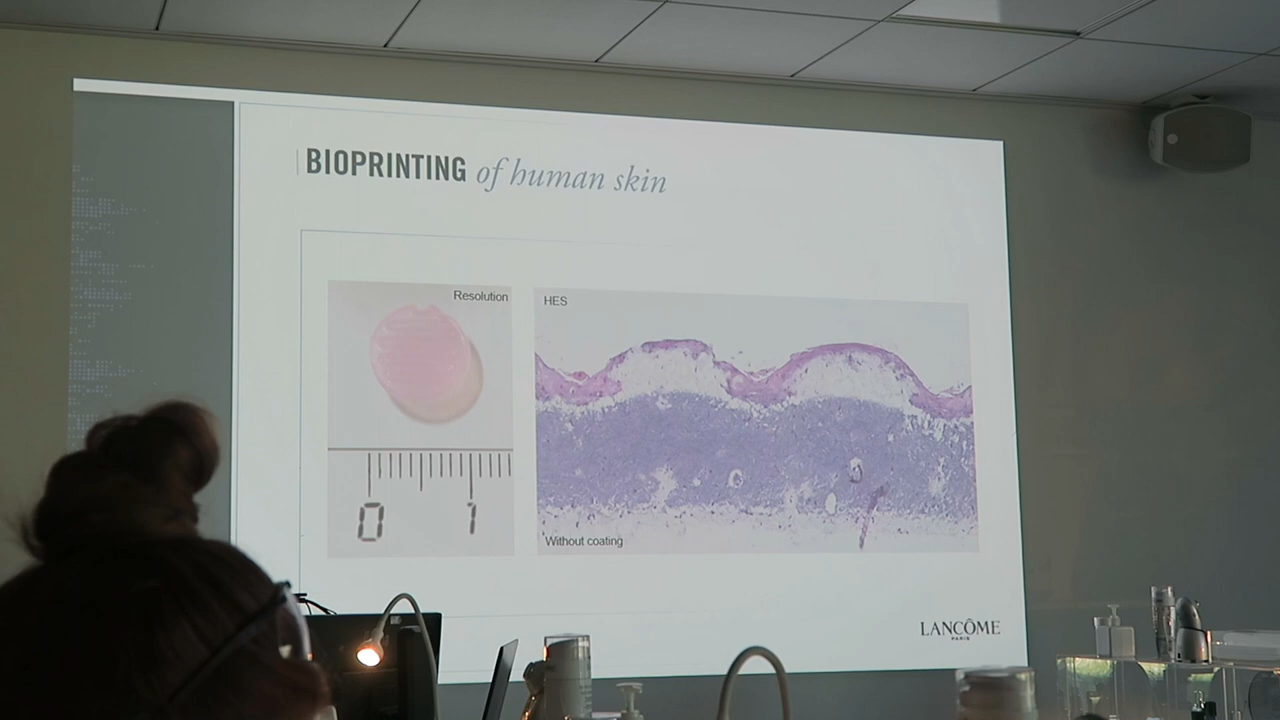 BIOPRINTING of human skin
Resolution
HES
0 1
Without coating
LANCÔME
PARIS